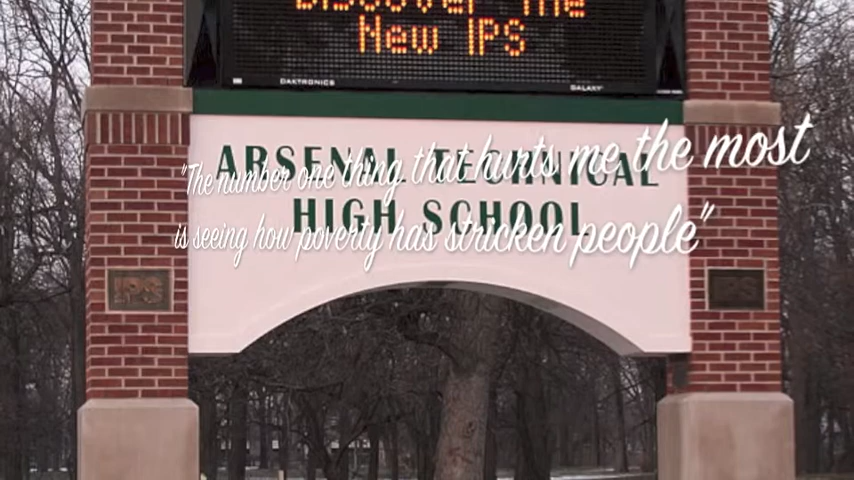 Discover The
New IPS
DAKTRONICS
GALAXY
ARSENAL TECHNICAL
HIGH SCHOOL
"The number one thing that hurts me the most
is seeing how poverty has stricken people"
IPS
IPS